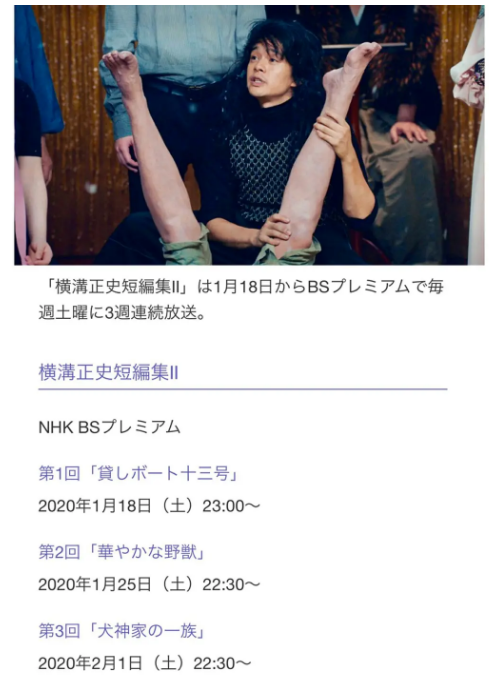 「横溝正史短編集II」は1月18日からBSプレミアムで毎
週土曜に3週連続放送。
横溝正史短編集II
NHK BSプレミアム
第1回「貸しボート十三号」
2020年1月18日（土）23:00〜
第2回「華やかな野獣」
2020年1月25日（土）22:30〜
第3回「犬神家の一族」
2020年2月1日（土）22:30〜